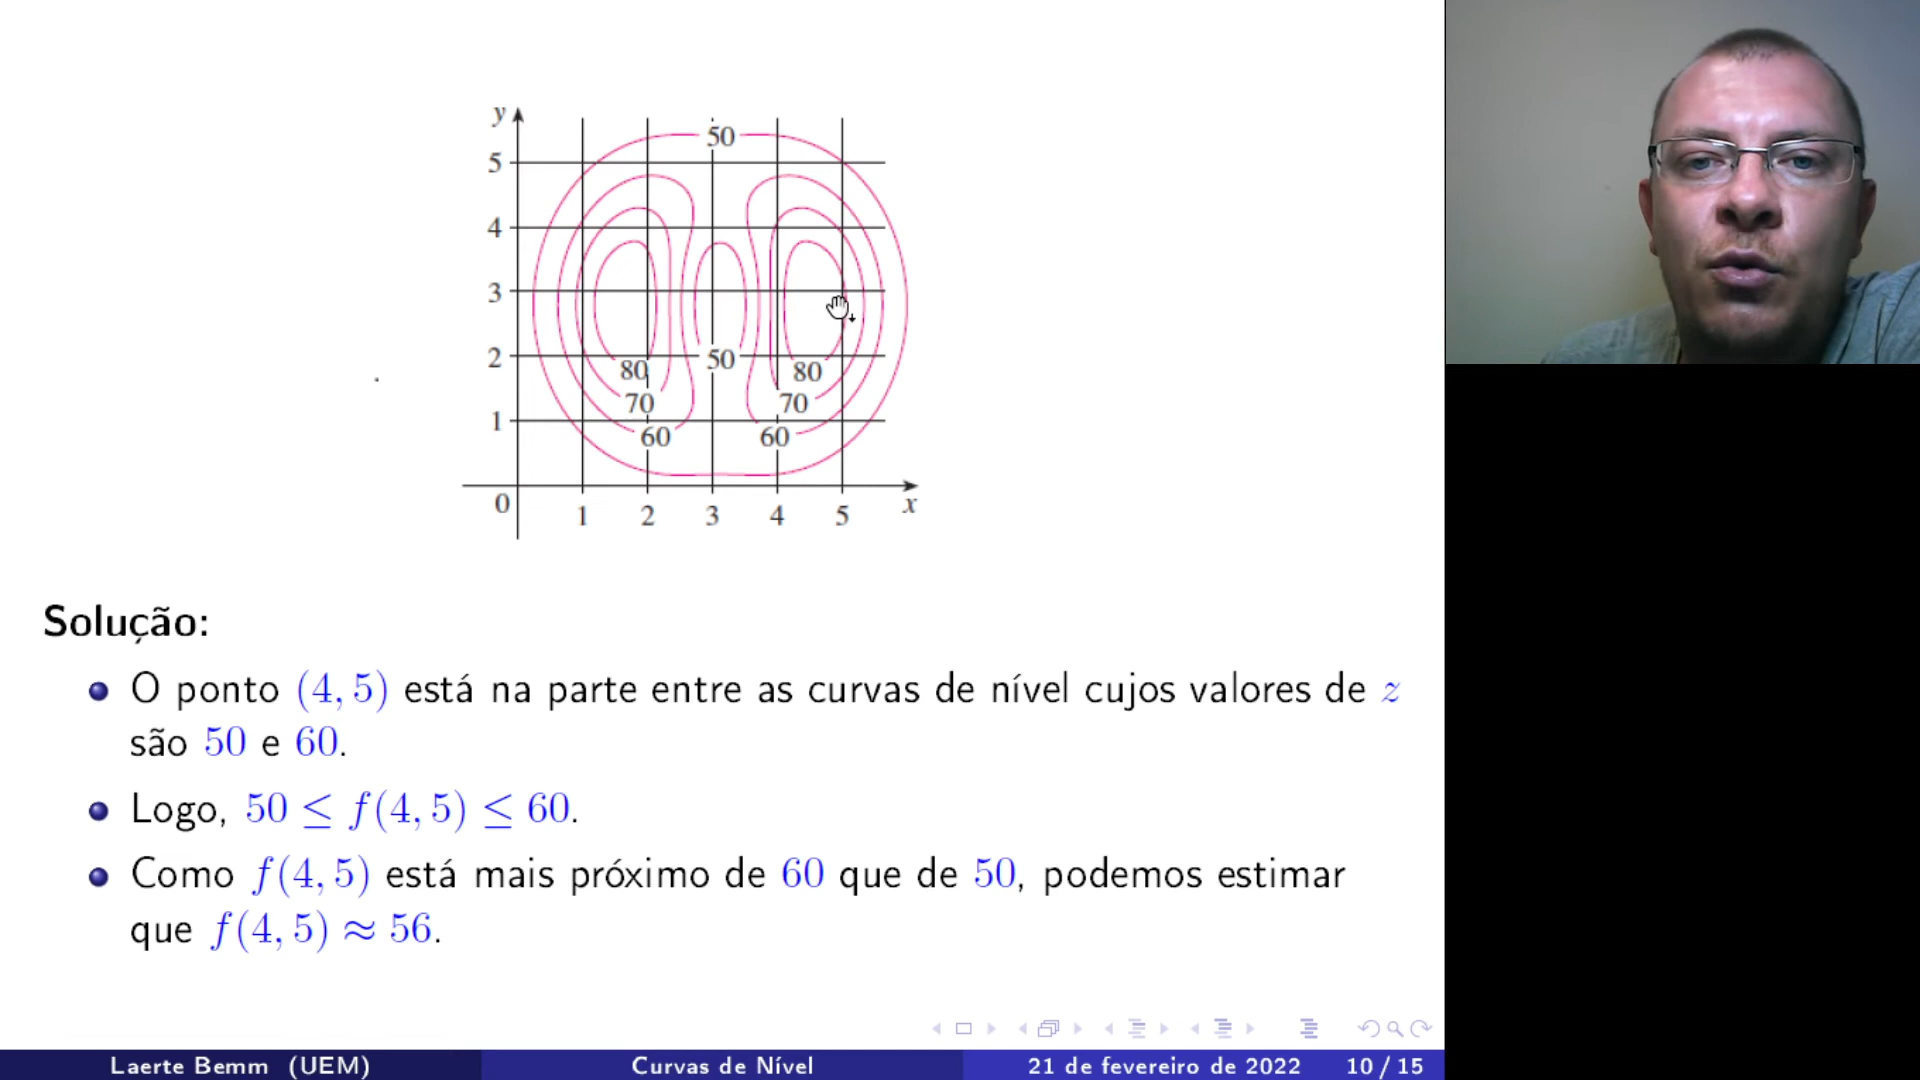 y
50
5
4
3
2
50
80
80
70
70
1
60
60
0
x
1 2 3 4 5
Solução:
O ponto (4, 5) está na parte entre as curvas de nível cujos valores de z
são 50 e 60.
Logo, 50 ≤ f(4, 5) ≤ 60.
Como f(4, 5) está mais próximo de 60 que de 50, podemos estimar
que f(4, 5) ≈ 56.
Laerte Bemm (UEM) Curvas de Nível 21 de fevereiro de 2022 10 / 15